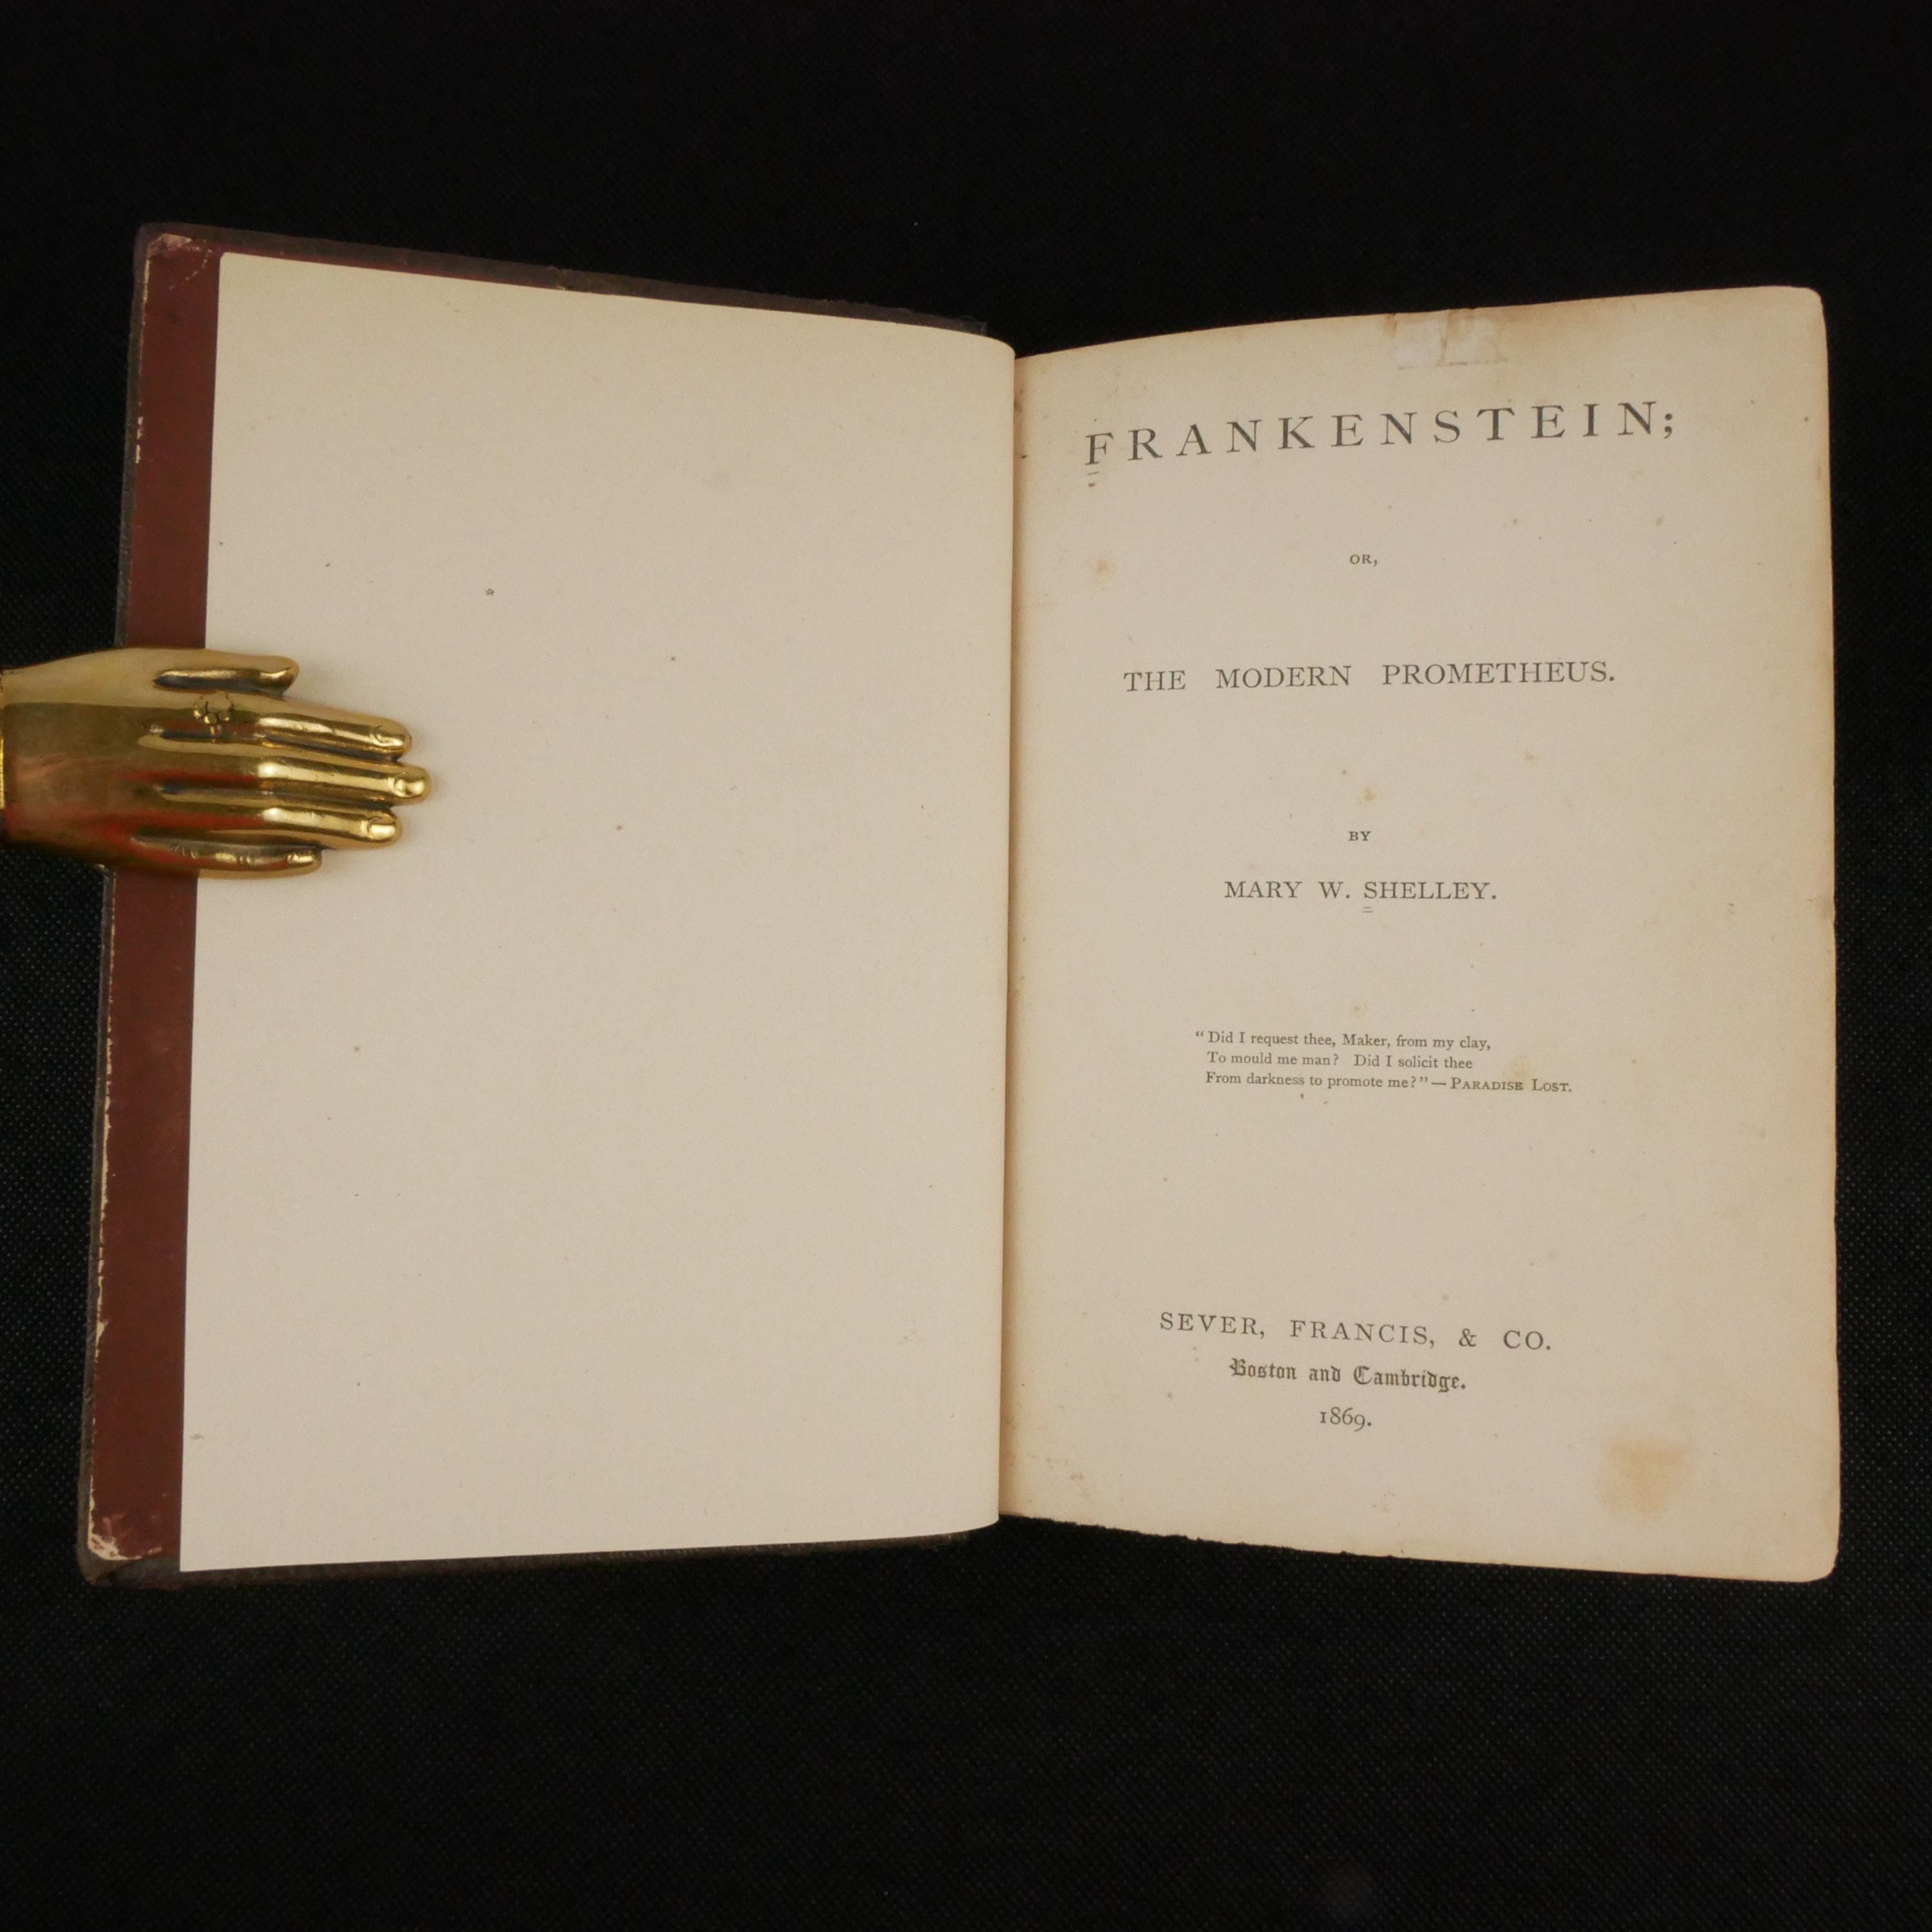 FRANKENSTEIN;
OR,
THE MODERN PROMETHEUS.
BY
MARY W. SHELLEY.
“Did I request thee, Maker, from my clay,
To mould me man? Did I solicit thee
From darkness to promote me?”—PARADISE LOST.
SEVER, FRANCIS, & CO.
Boston and Cambridge.
1869.